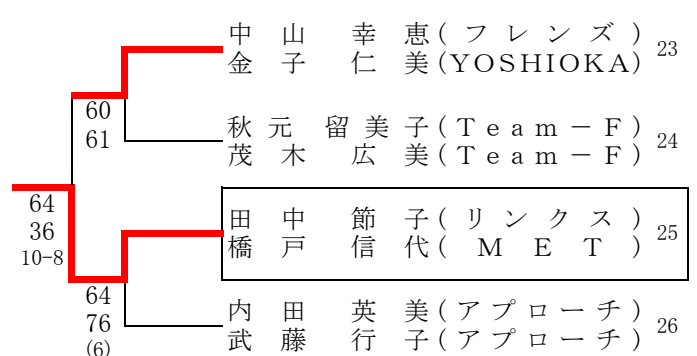 中山 幸恵(フレンズ) 23
金子 仁美(YOSHIOKA)
60
61
秋元 留美子(Team－F) 24
茂木 広美(Team－F)
64
36
10-8
田中 節子(リンクス) 25
橋戸 信代(MET)
64
76
(6)
内田 英美(アプローチ) 26
武藤 行子(アプローチ)